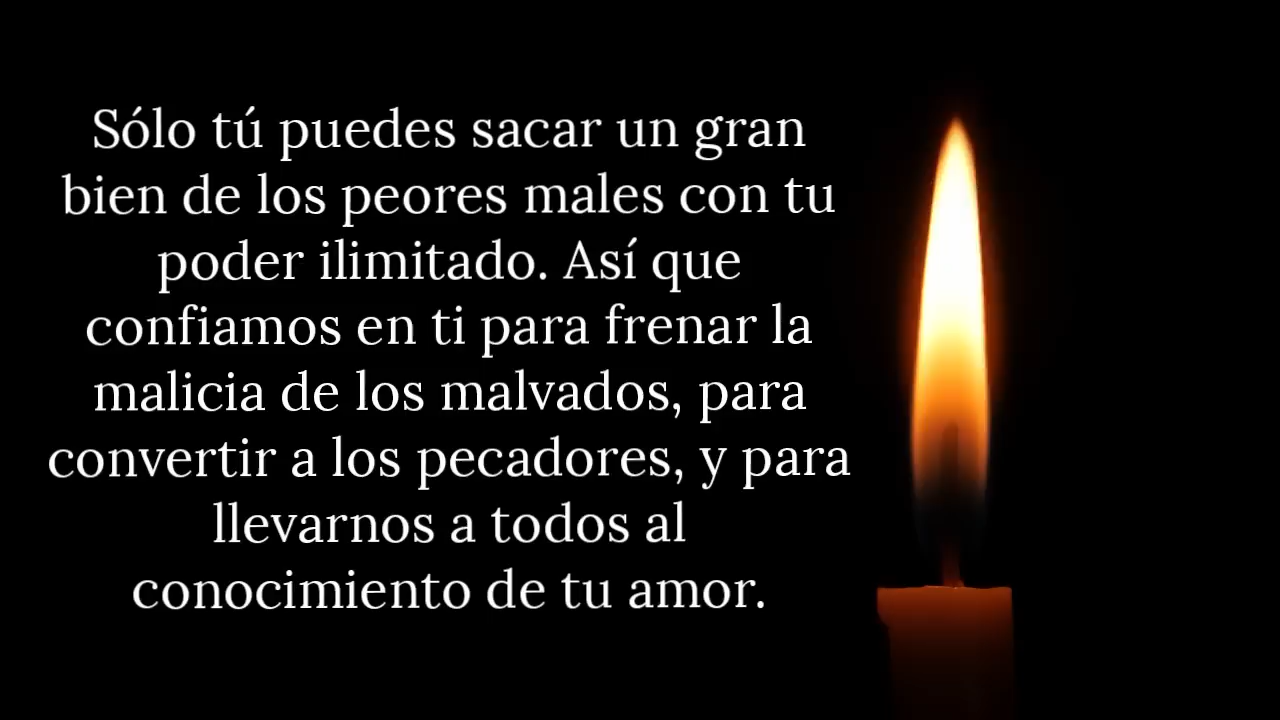 Sólo tú puedes sacar un gran
bien de los peores males con tu
poder ilimitado. Así que
confiamos en ti para frenar la
malicia de los malvados, para
convertir a los pecadores, y para
llevarnos a todos al
conocimiento de tu amor.